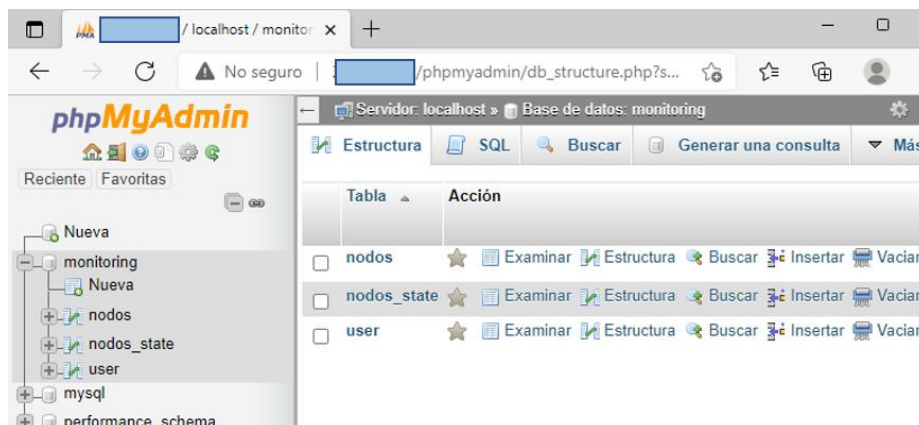 / localhost / monitor
No seguro
/phpmyadmin/db_structure.php?s...
phpMyAdmin
Reciente Favoritas
Nueva
monitoring
Nueva
nodos
nodos_state
user
mysql
performance_schema
Servidor: localhost » Base de datos: monitoring
Estructura SQL Buscar Generar una consulta Más
Tabla Acción
nodos Examinar Estructura Buscar Insertar Vaciar
nodos_state Examinar Estructura Buscar Insertar Vaciar
user Examinar Estructura Buscar Insertar Vaciar